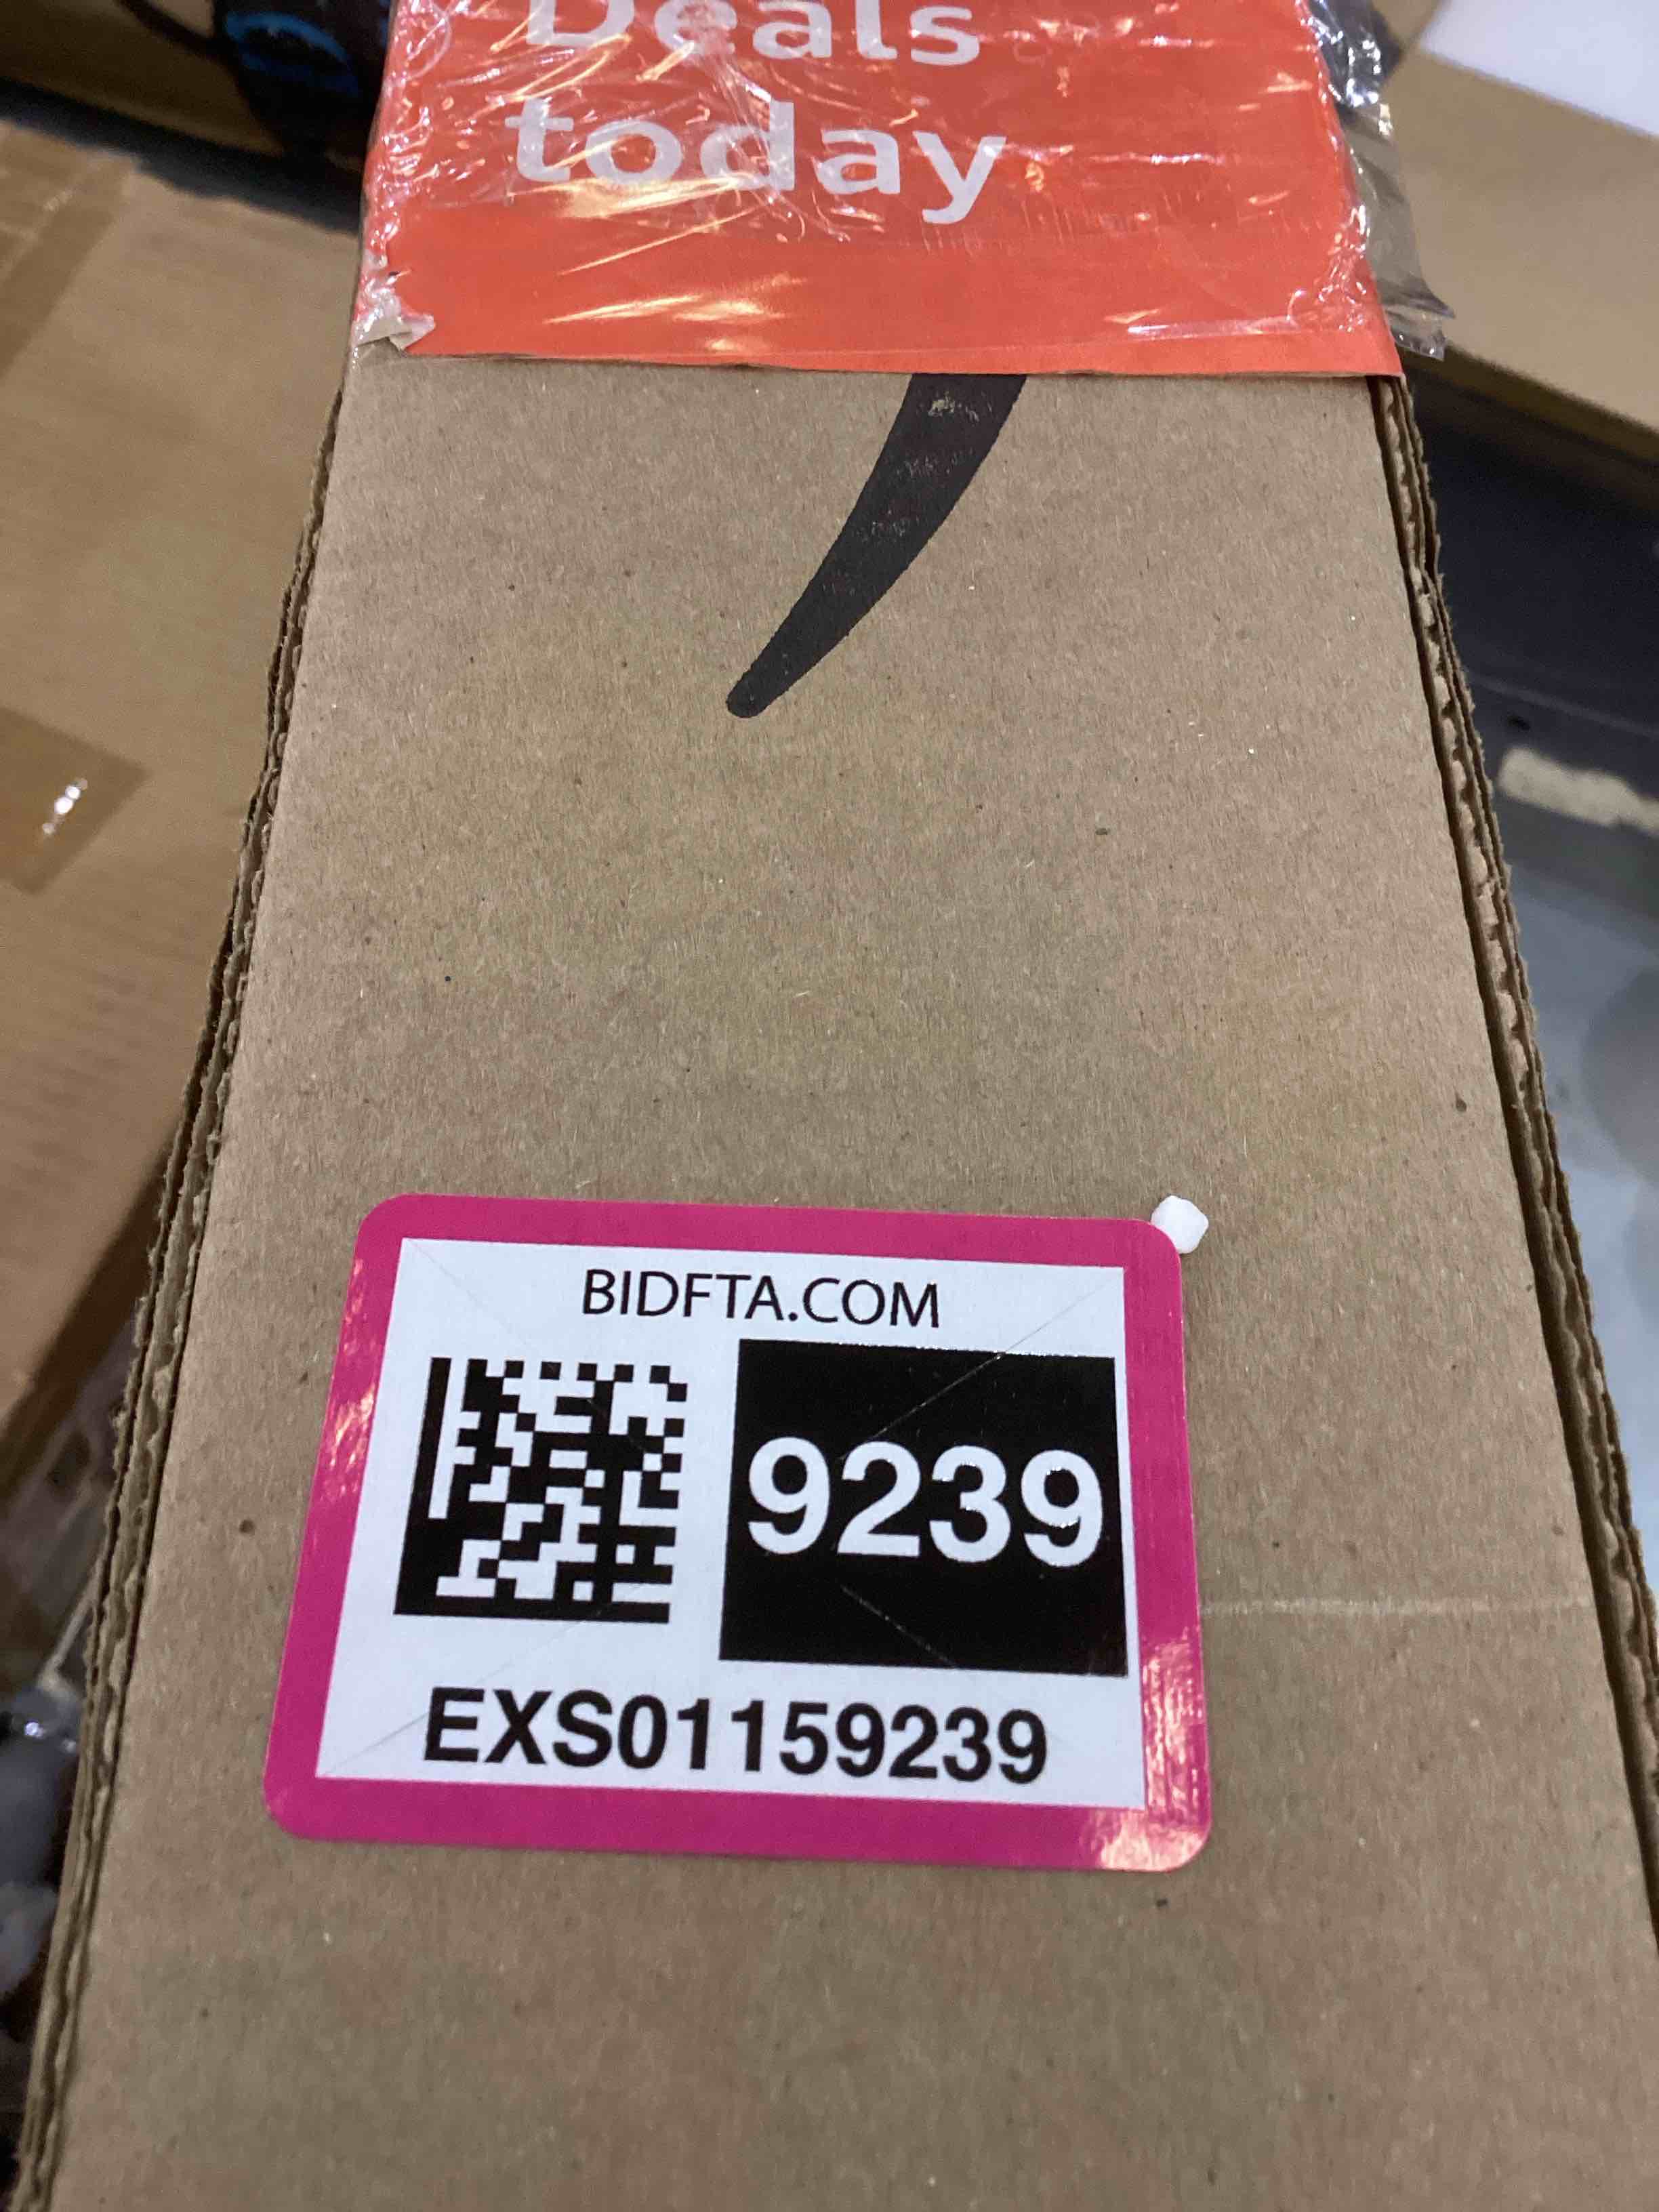 Deals
today
BIDFTA.COM
9239
EXS01159239